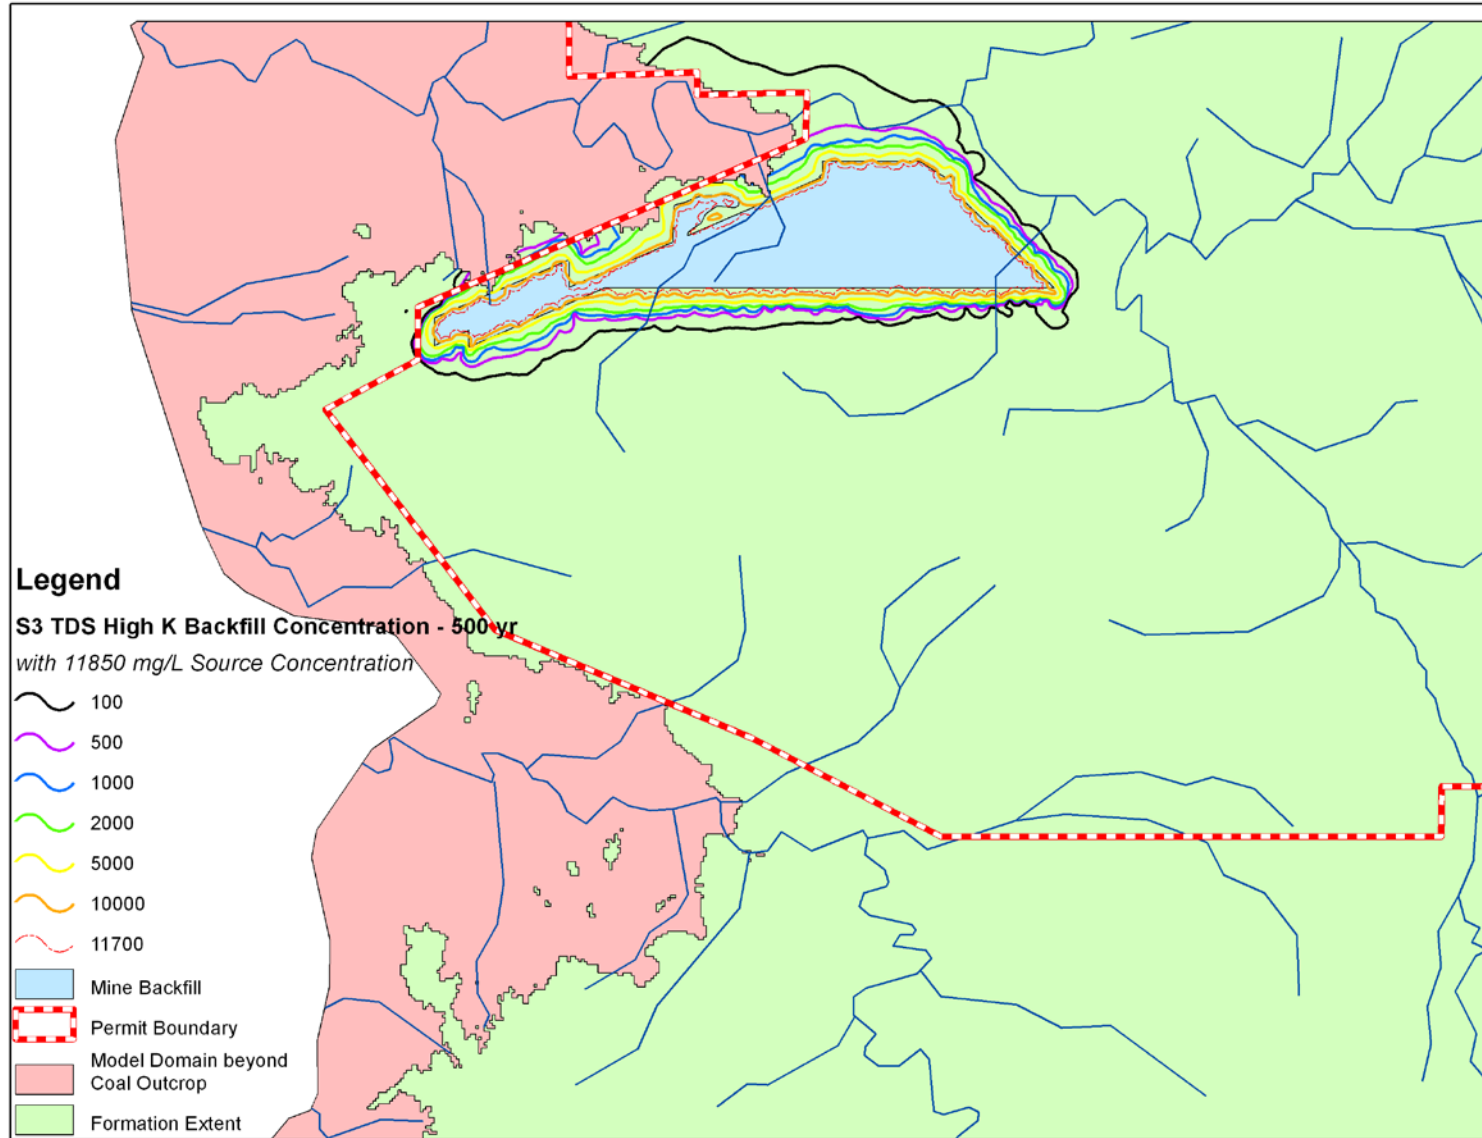 Legend
S3 TDS High K Backfill Concentration - 500 yr
with 11850 mg/L Source Concentration
100
500
1000
2000
5000
10000
11700
Mine Backfill
Permit Boundary
Model Domain beyond
Coal Outcrop
Formation Extent